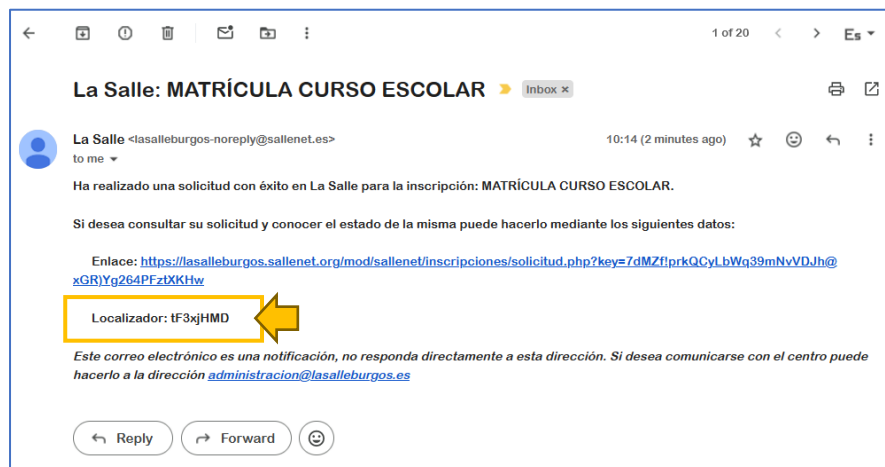 1 of 20
Es
La Salle: MATRÍCULA CURSO ESCOLAR
Inbox ×
La Salle <lasalleburgos-noreply@sallenet.es>
10:14 (2 minutes ago)
to me
Ha realizado una solicitud con éxito en La Salle para la inscripción: MATRÍCULA CURSO ESCOLAR.
Si desea consultar su solicitud y conocer el estado de la misma puede hacerlo mediante los siguientes datos:
Enlace: https://lasalleburgos.sallenet.org/mod/sallenet/inscripciones/solicitud.php?key=7dMZf!prkQCyLbWq39mNvVDJh@
xGR)Yg264PFztXKHw
Localizador: tF3xjHMD
Este correo electrónico es una notificación, no responda directamente a esta dirección. Si desea comunicarse con el centro puede
hacerlo a la dirección administracion@lasalleburgos.es
Reply
Forward